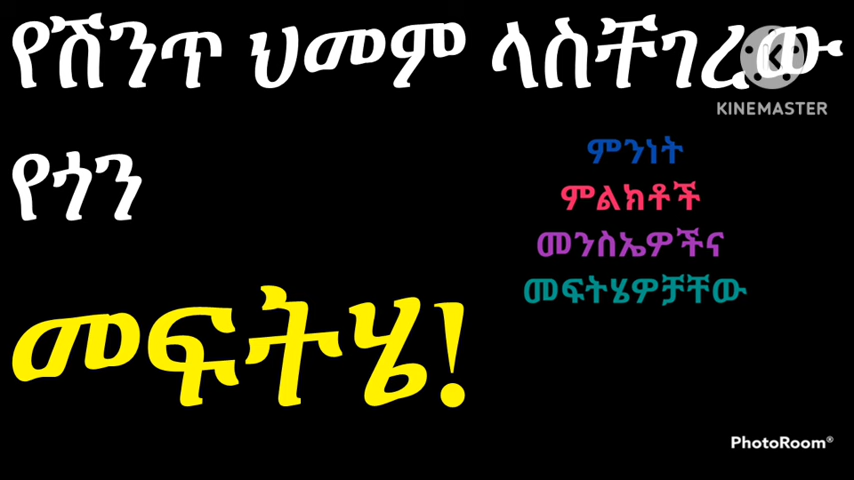 የሽንጥ ህመም ላስቸገረው
KINEMASTER
የጎን
ምንነት
ምልክቶች
መንስኤዎችና
መፍትሄዎቻቸው
መፍትሄ!
PhotoRoom®